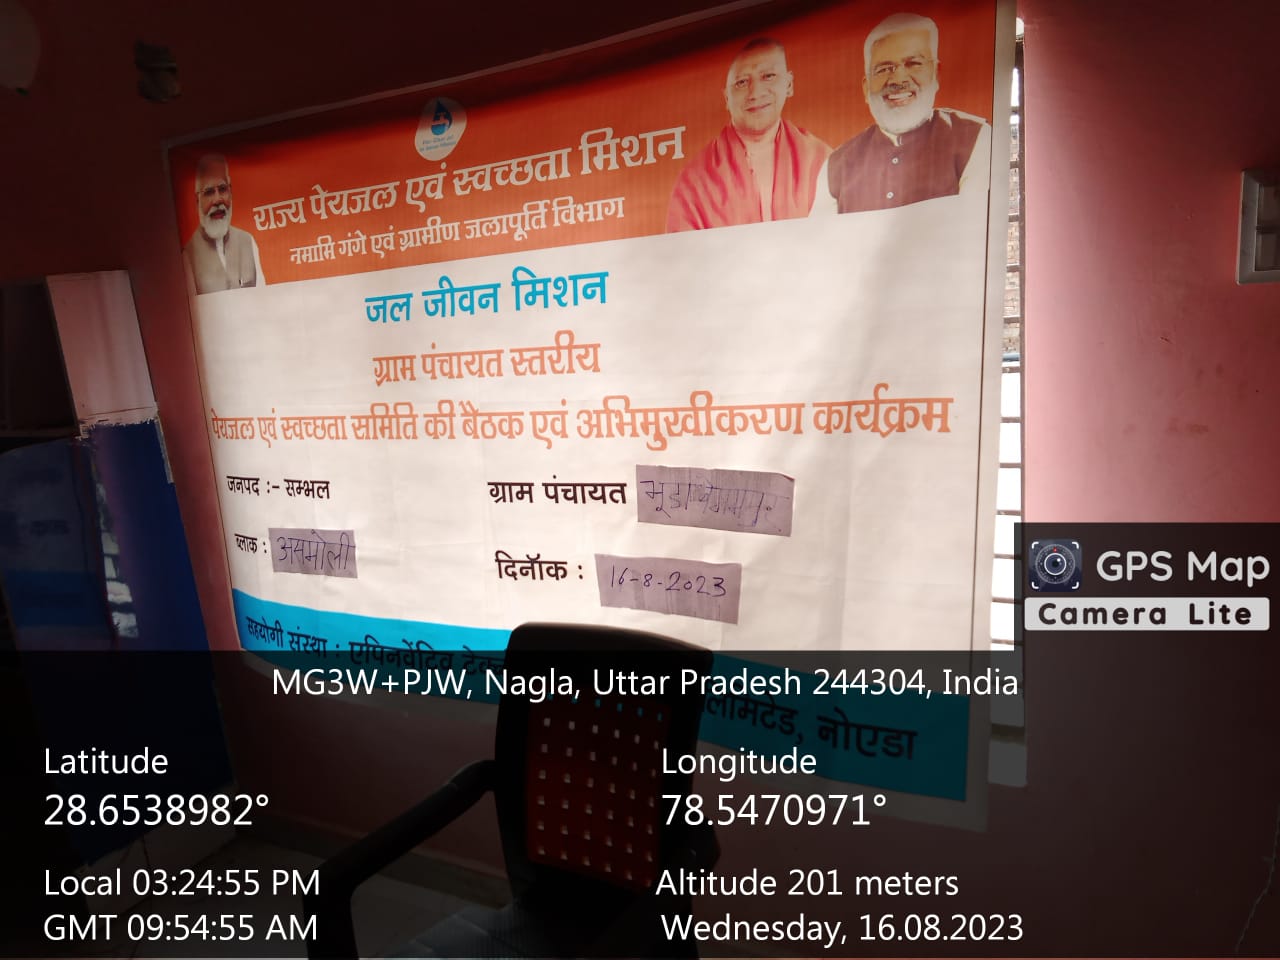 राज्य पेयजल एवं स्वच्छता मिशन
नमामि गंगे एवं ग्रामीण जलापूर्ति विभाग
जल जीवन मिशन
ग्राम पंचायत स्तरीय
पेयजल एवं स्वच्छता समिति की बैठक एवं अभिमुखीकरण कार्यक्रम
जनपद :- सम्भल
ग्राम पंचायत
ब्लाक : असमोली
दिनॉक : 16-8-2023
सहयोगी संस्था : एपिनवेंटिव
नोएडा
GPS Map
Camera Lite
MG3W+PJW, Nagla, Uttar Pradesh 244304, India
Latitude
28.6538982°
Longitude
78.5470971°
Local 03:24:55 PM
GMT 09:54:55 AM
Altitude 201 meters
Wednesday, 16.08.2023